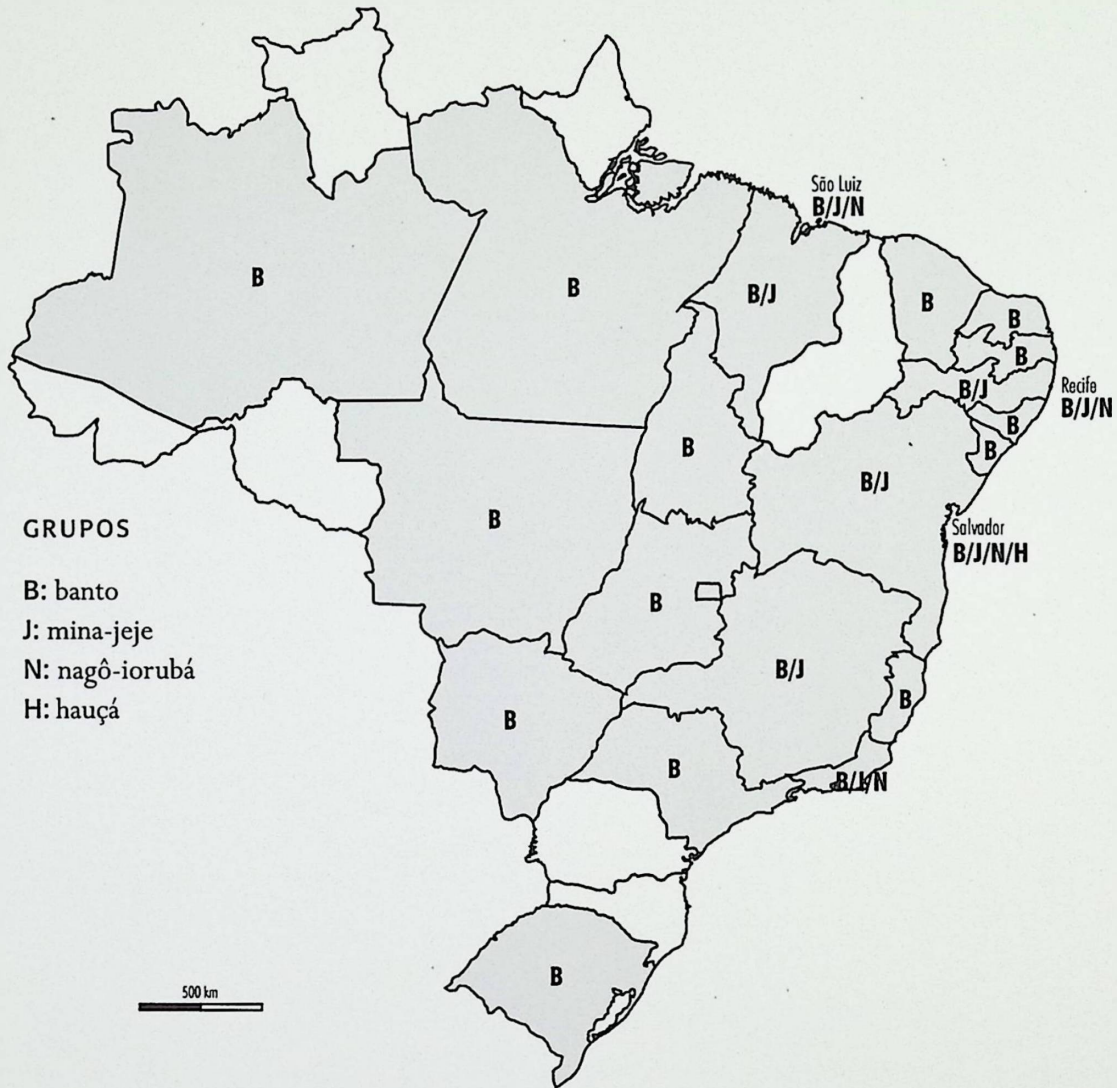 São Luiz
B/J/N
B
B
B/J
B
B
B
B/J
Recife
B/J/N
B
B
B
B/J
Salvador
B/J/N/H
B
GRUPOS
B: banto
J: mina-jeje
N: nagô-iorubá
H: hauçá
B
B/J
B
B
B
B/J/N
B
500 km